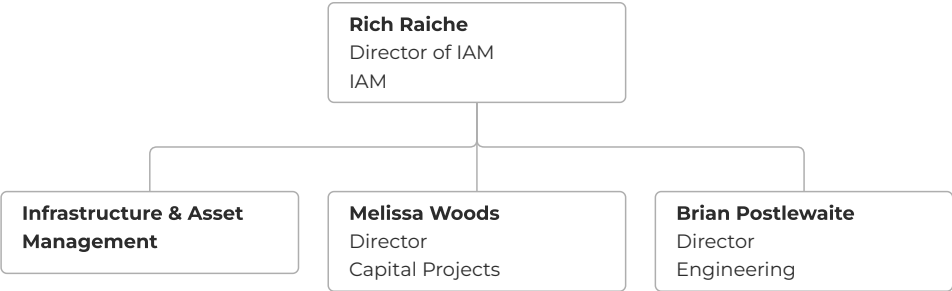 Rich Raiche
Director of IAM
IAM
Infrastructure & Asset
Management
Melissa Woods
Director
Capital Projects
Brian Postlewaite
Director
Engineering